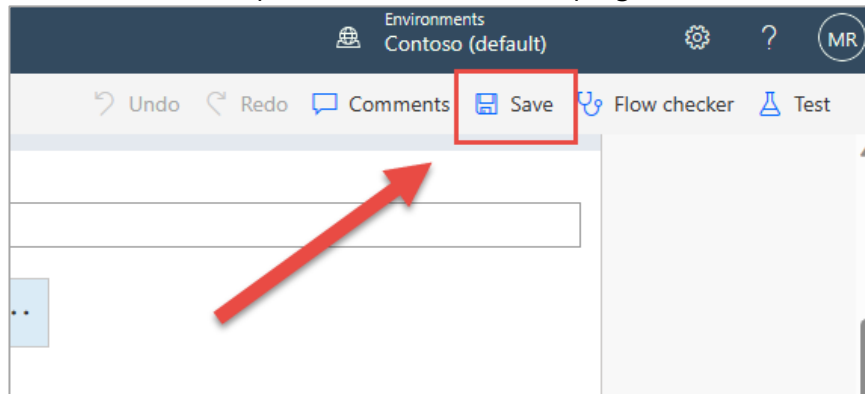 Environments
Contoso (default)
?
MR
Undo Redo Comments Save Flow checker Test
..